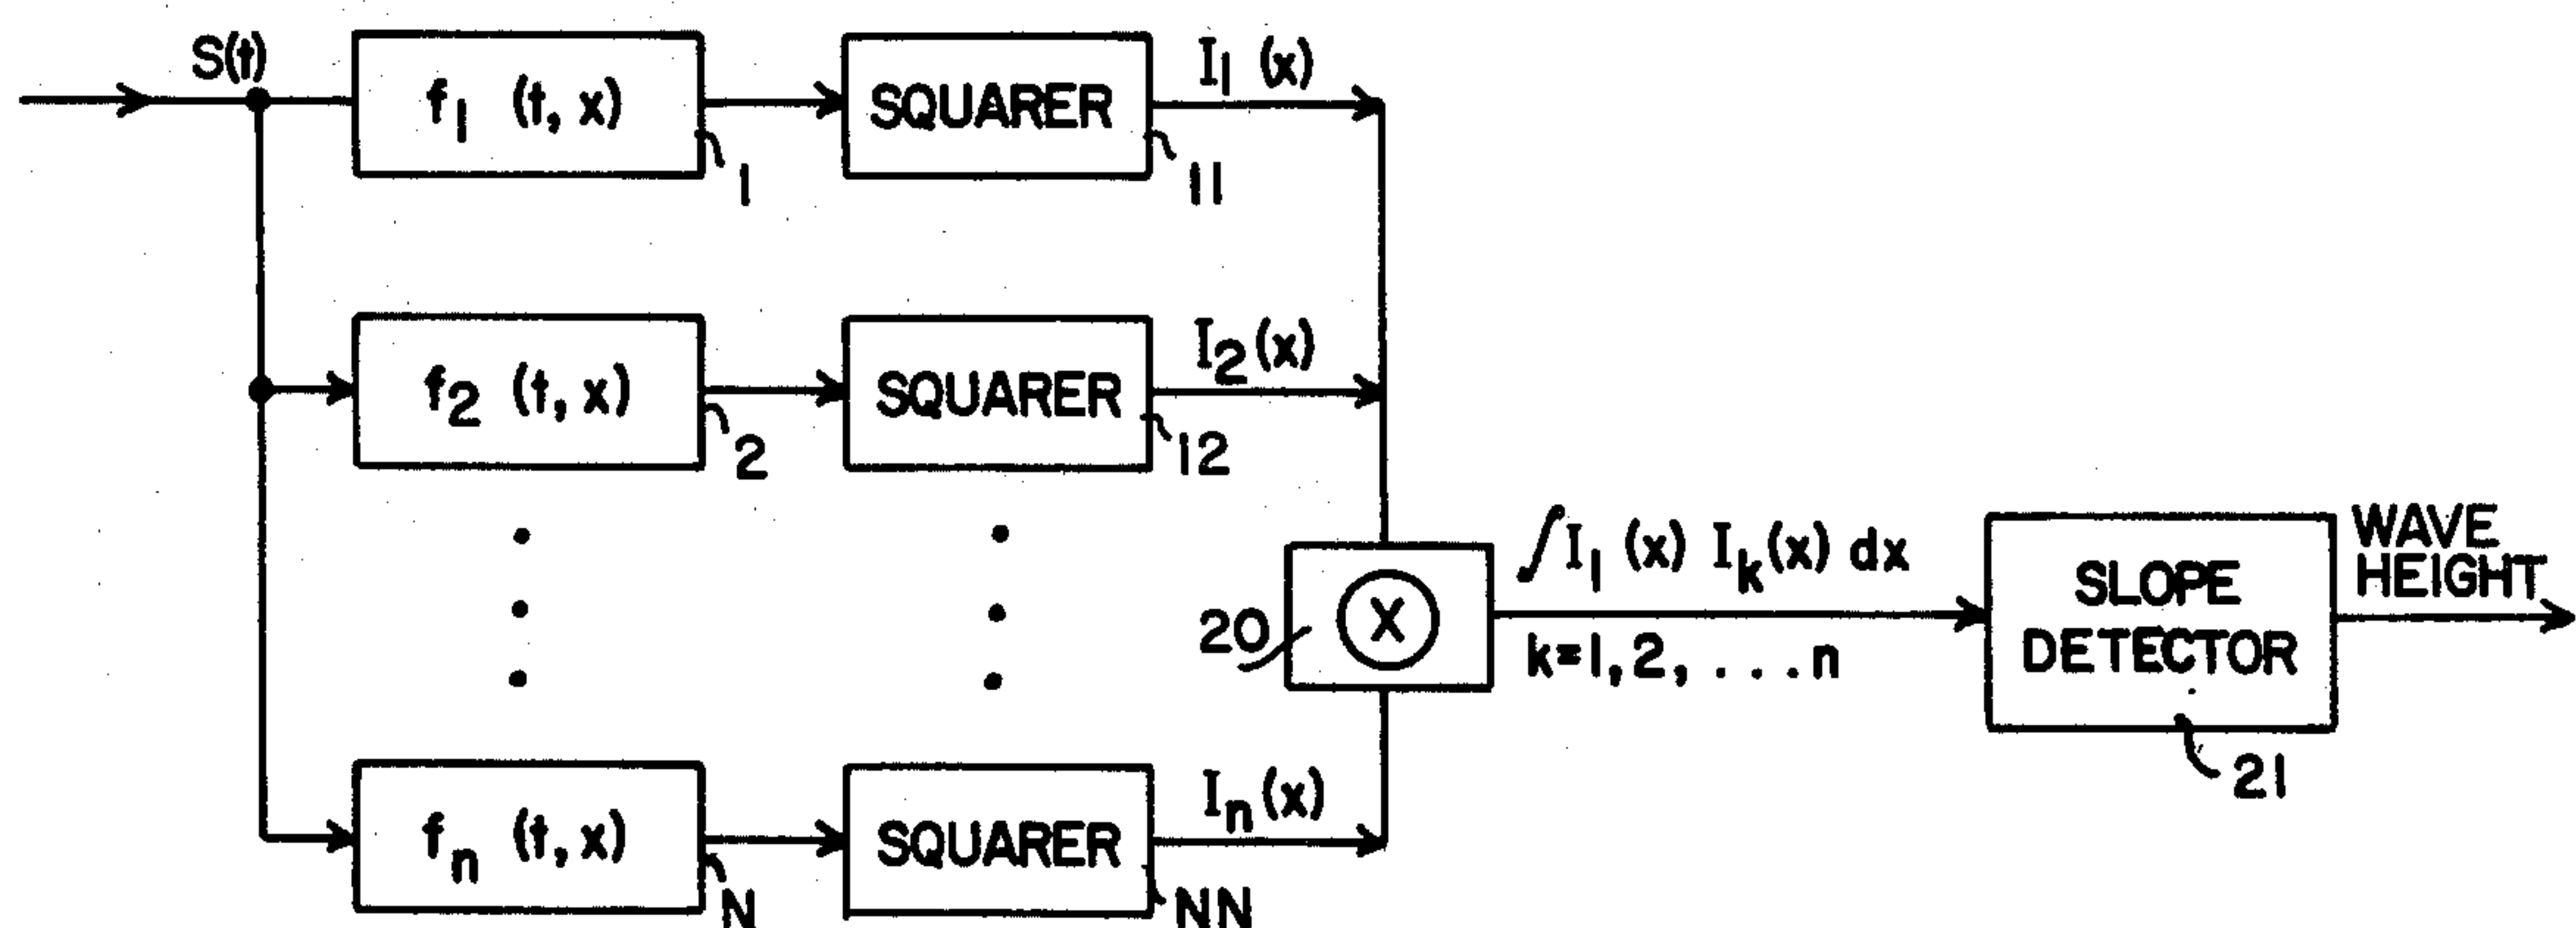 S(t)
f1 (t, x)
1
SQUARER
11
I1 (x)
f2 (t, x)
2
SQUARER
12
I2 (x)
20
X
∫I1 (x) Ik(x) dx
k=1, 2, . . . n
SLOPE
DETECTOR
21
WAVE
HEIGHT
fn (t, x)
N
SQUARER
NN
In (x)